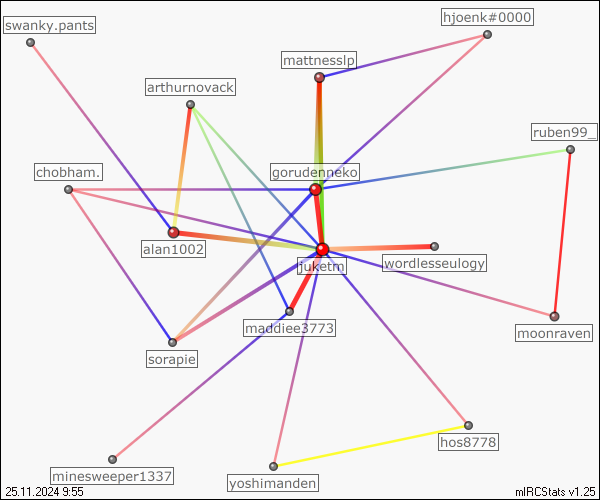 hjoenk#0000
swanky.pants
mattnesslp
arthurnovack
ruben99_
chobham.
gorudenneko
alan1002
juketm
wordlesseulogy
maddiee3773
moonraven
sorapie
hos8778
minesweeper1337
yoshimanden
25.11.2024 9:55
mIRCStats v1.25